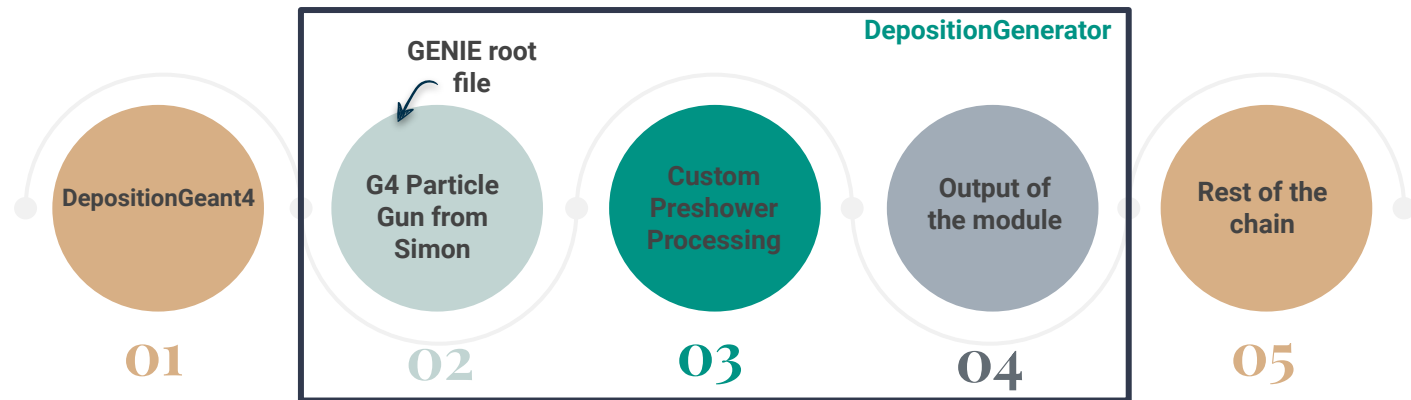 DepositionGenerator
GENIE root
file
DepositionGeant4
G4 Particle
Gun from
Simon
Custom
Preshower
Processing
Output of
the module
Rest of the
chain
01
02
03
04
05